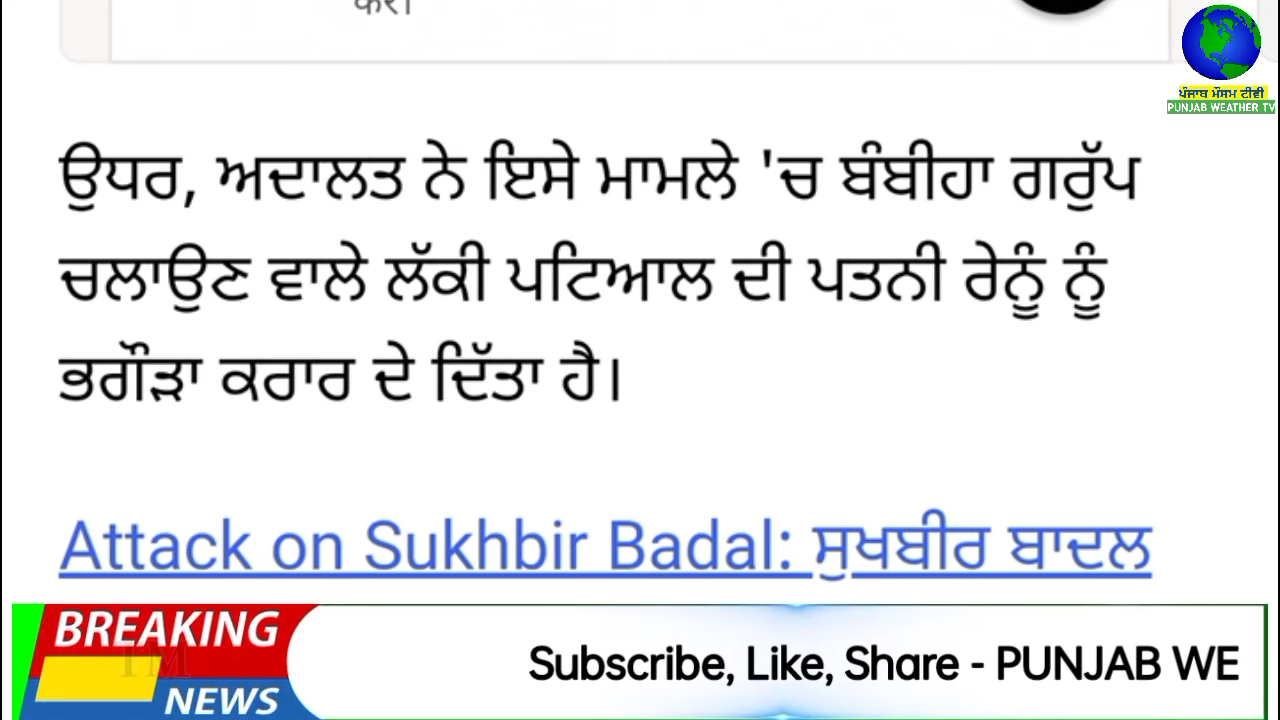 ਪੰਜਾਬ ਮੌਸਮ ਟੀਵੀ
PUNJAB WEATHER TV
ਉਧਰ, ਅਦਾਲਤ ਨੇ ਇਸੇ ਮਾਮਲੇ 'ਚ ਬੰਬੀਹਾ ਗਰੁੱਪ
ਚਲਾਉਣ ਵਾਲੇ ਲੱਕੀ ਪਟਿਆਲ ਦੀ ਪਤਨੀ ਰੇਨੂੰ ਨੂੰ
ਭਗੌੜਾ ਕਰਾਰ ਦੇ ਦਿੱਤਾ ਹੈ।
Attack on Sukhbir Badal: ਸੁਖਬੀਰ ਬਾਦਲ
BREAKING
NEWS
Subscribe, Like, Share - PUNJAB WE